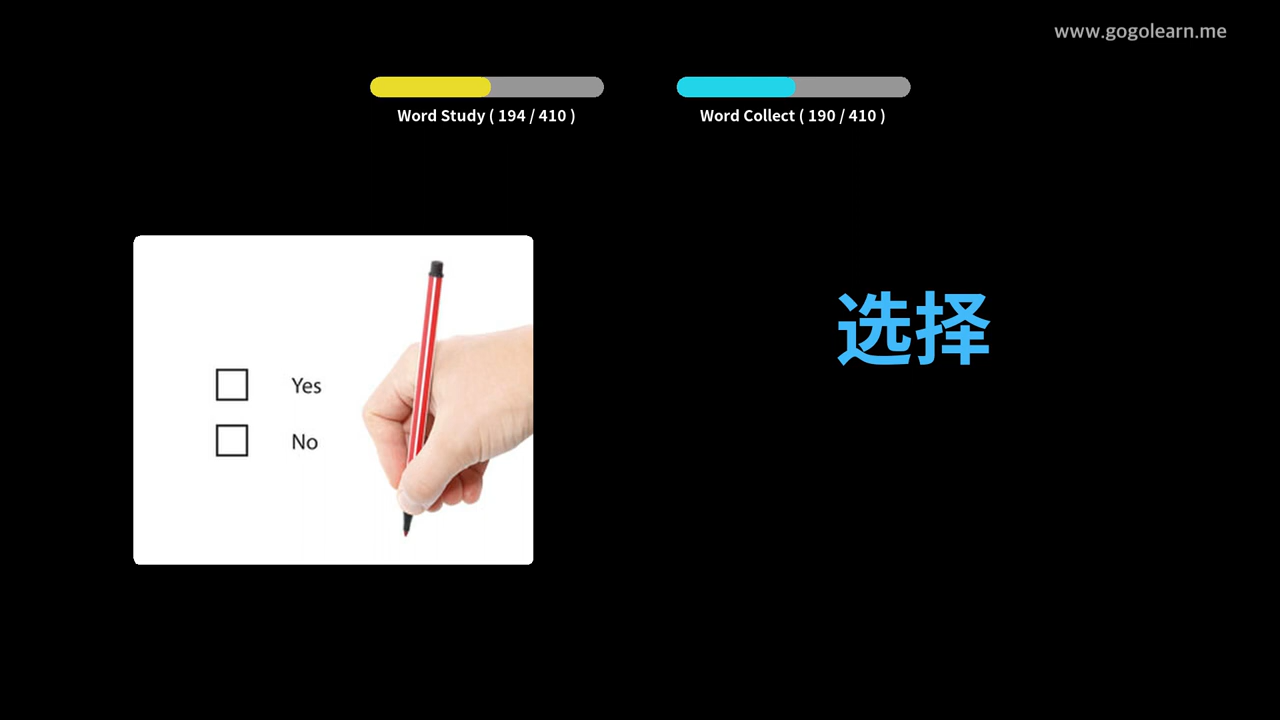 www.gogolearn.me
Word Study ( 194 / 410 )
Word Collect ( 190 / 410 )
选择
Yes
No